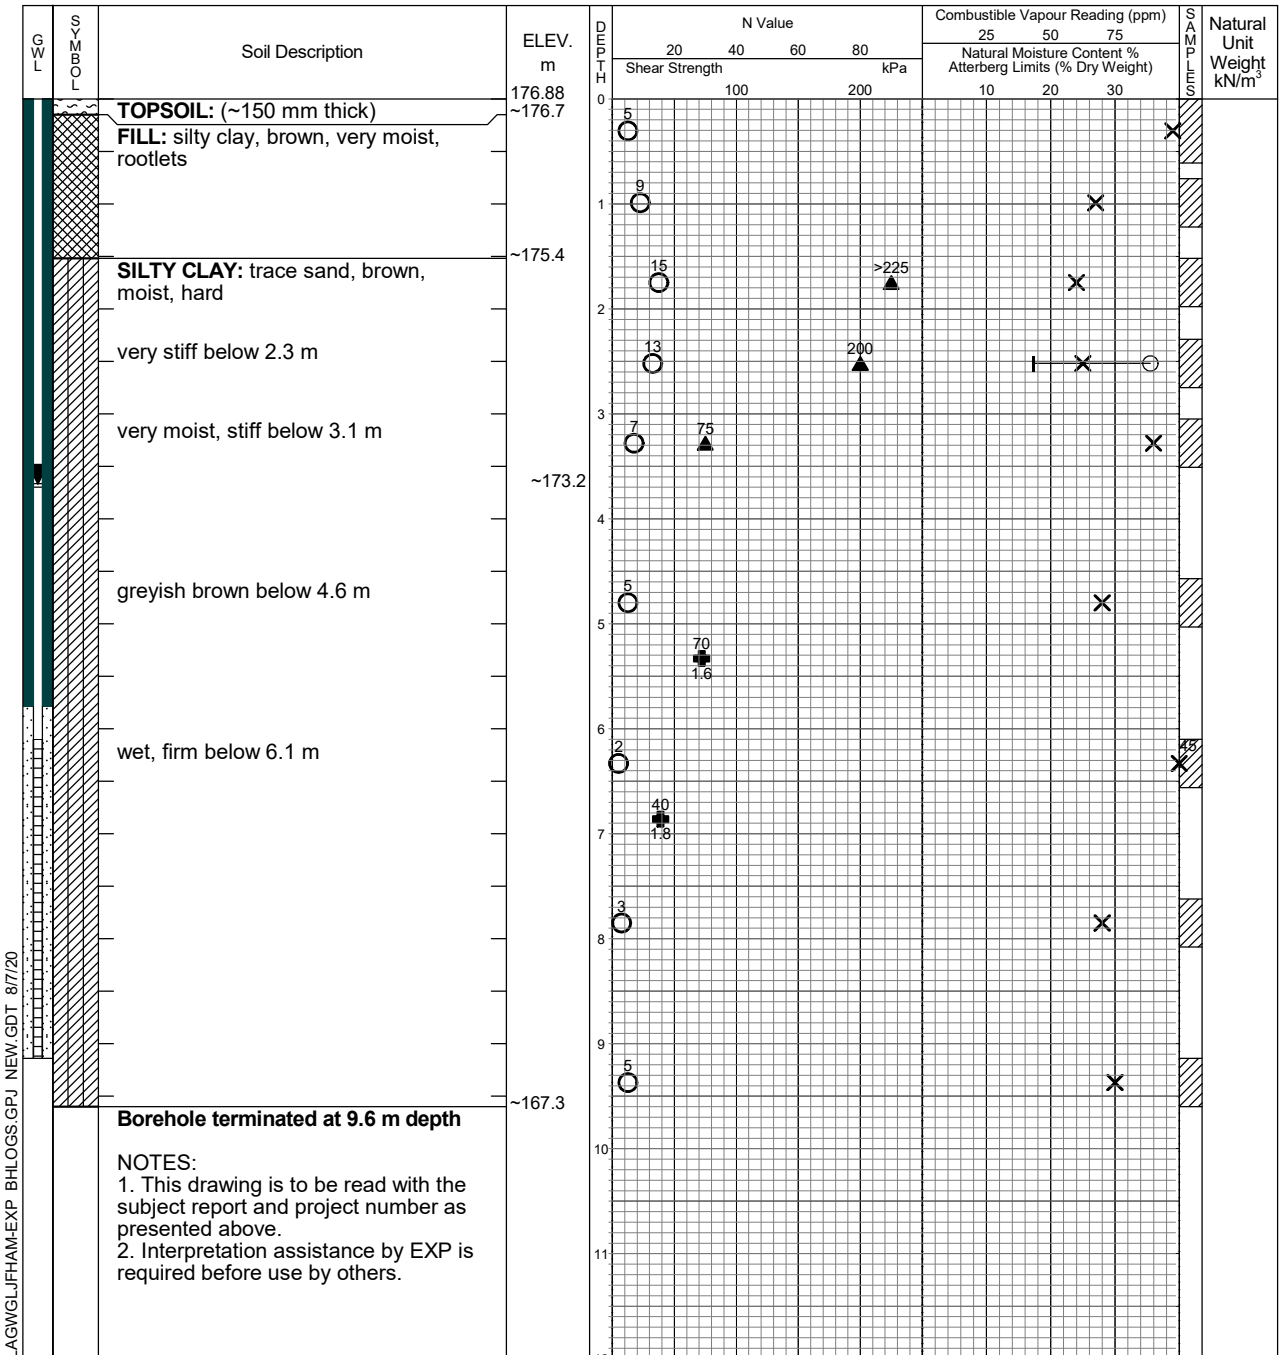 GWL
SYMBOL
Soil Description
ELEV.
m
176.88
DEPTH
N Value
20 40 60 80
Shear Strength kPa
100 200
Combustible Vapour Reading (ppm)
25 50 75
Natural Moisture Content %
Atterberg Limits (% Dry Weight)
10 20 30
SAMPLES
Natural
Unit
Weight
kN/m³
0
TOPSOIL: (~150 mm thick)
~176.7
5
FILL: silty clay, brown, very moist,
rootlets
9
1
~175.4
SILTY CLAY: trace sand, brown,
moist, hard
15
>225
2
very stiff below 2.3 m
13
200
3
very moist, stiff below 3.1 m
7
75
~173.2
4
greyish brown below 4.6 m
5
5
70
1.6
6
wet, firm below 6.1 m
2
45
40
1.8
7
3
8
9
5
~167.3
Borehole terminated at 9.6 m depth
10
NOTES:
1. This drawing is to be read with the
subject report and project number as
presented above.
2. Interpretation assistance by EXP is
required before use by others.
11
AGWGLJFHAM-EXP BHLOGS.GPJ NEW.GDT 8/7/20